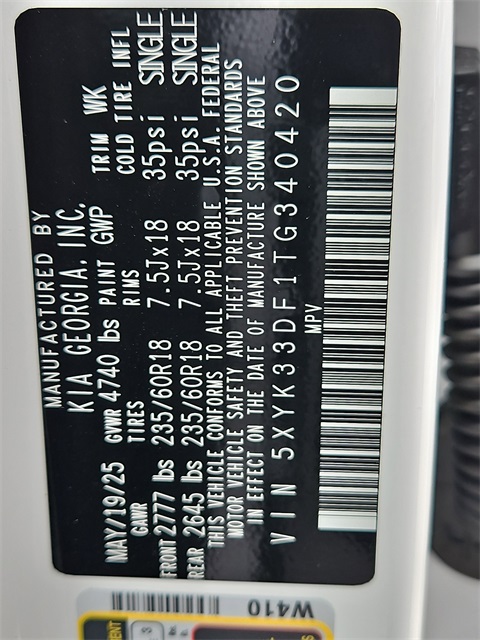 MANUFACTURED BY
KIA GEORGIA, INC.
MAY/19/25 GVWR 4740 lbs PAINT GWP TRIM WK
GAWR TIRES RIMS COLD TIRE INFL
FRONT 2777 lbs 235/60R18 7.5Jx18 35psi SINGLE
REAR 2645 lbs 235/60R18 7.5Jx18 35psi SINGLE
THIS VEHICLE CONFORMS TO ALL APPLICABLE U.S.A. FEDERAL
MOTOR VEHICLE SAFETY AND THEFT PREVENTION STANDARDS
IN EFFECT ON THE DATE OF MANUFACTURE SHOWN ABOVE
VIN 5XYK33DF1TG340420
MPV
W410